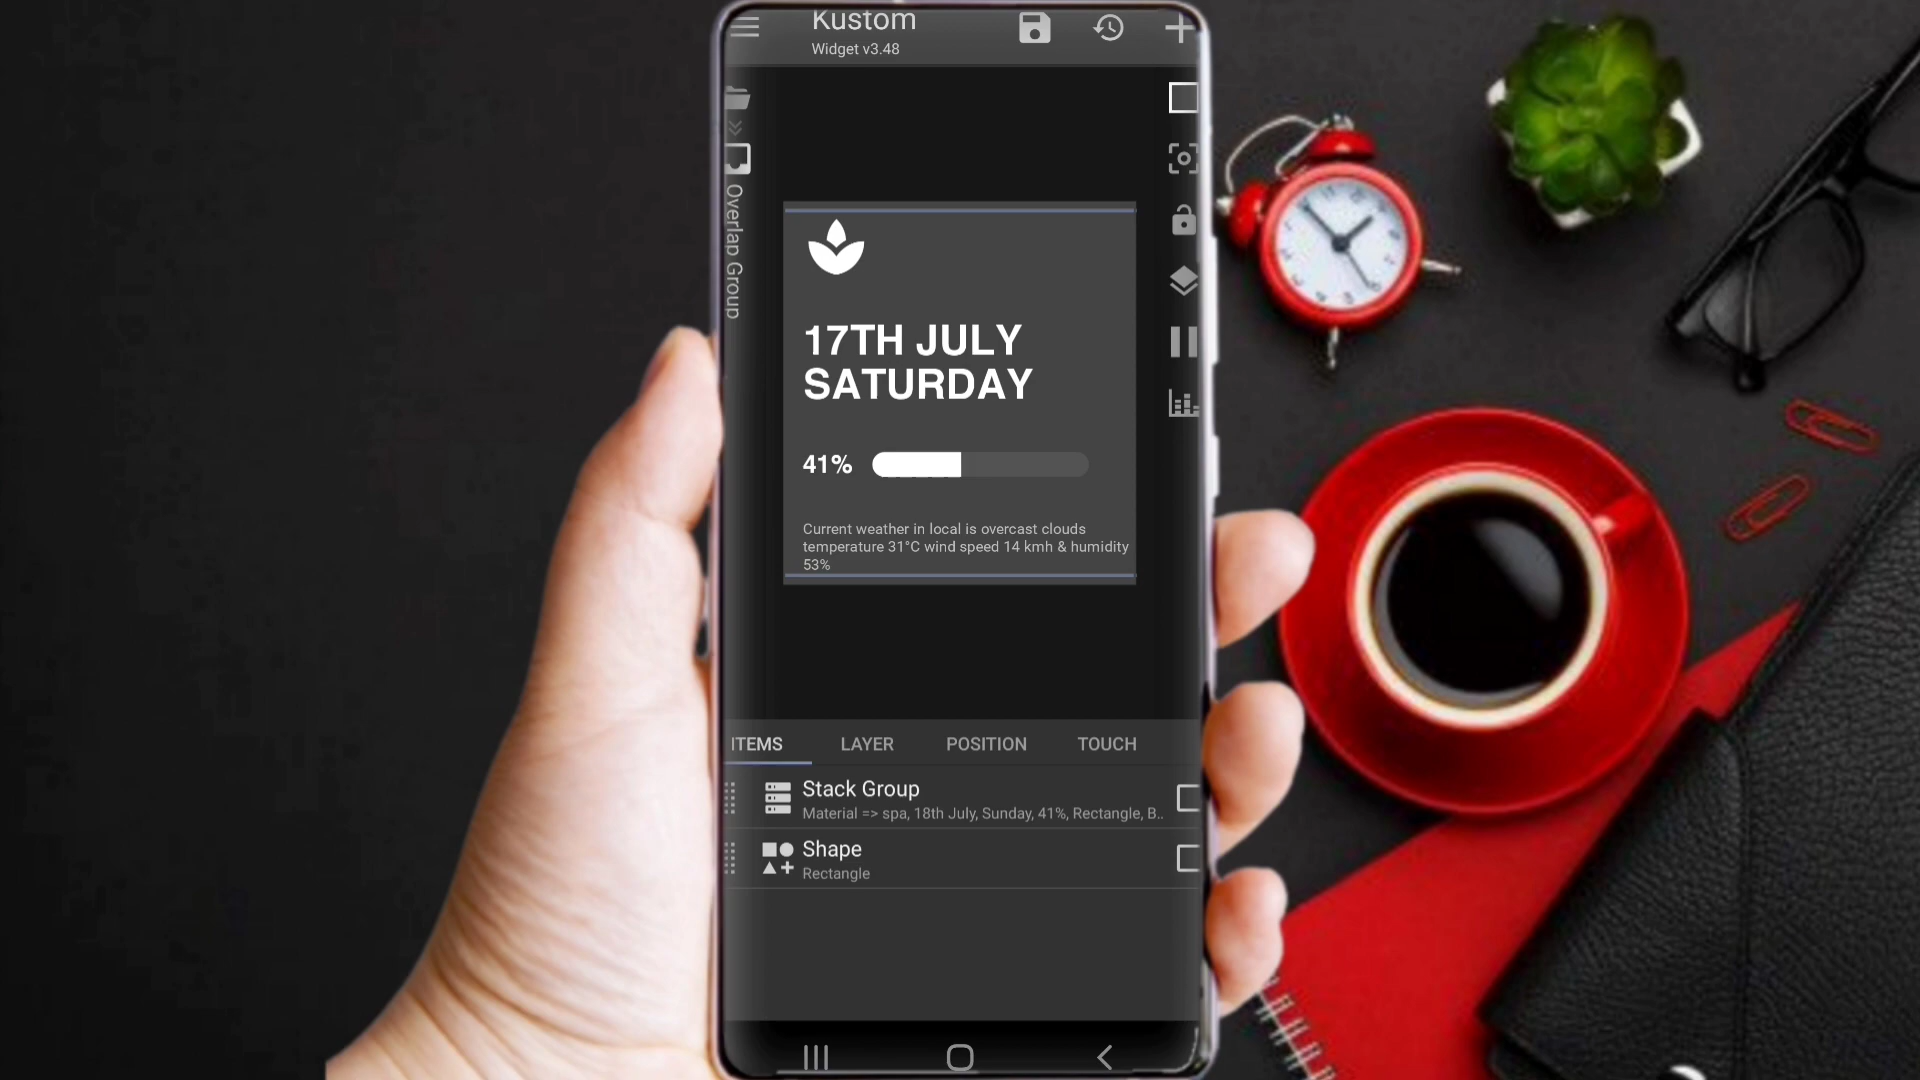 Kustom
Widget v3.48
Overlap Group
17TH JULY
SATURDAY
41%
Current weather in local is overcast clouds
temperature 31°C wind speed 14 kmh & humidity
53%
ITEMS
LAYER
POSITION
TOUCH
Stack Group
Material => spa, 18th July, Sunday, 41%, Rectangle, B..
Shape
Rectangle